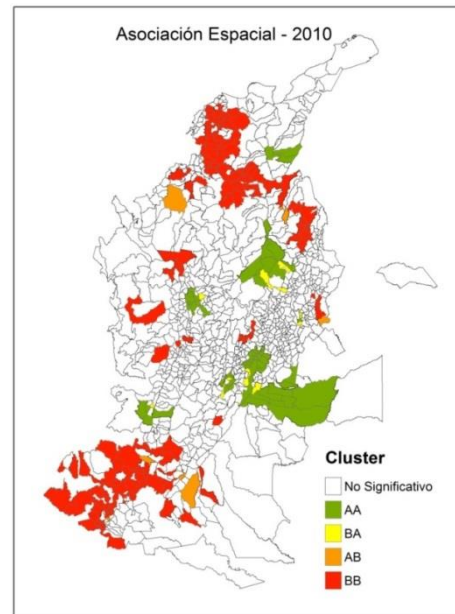 Asociación Espacial - 2010
Cluster
No Significativo
AA
BA
AB
BB